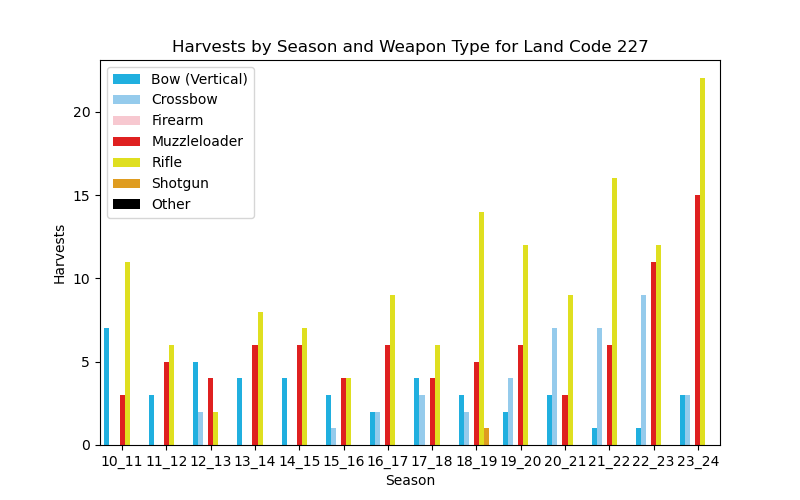 Harvests by Season and Weapon Type for Land Code 227
Bow (Vertical)
Crossbow
Firearm
Muzzleloader
Rifle
Shotgun
Other
Harvests
20
15
10
5
0
10_11 11_12 12_13 13_14 14_15 15_16 16_17 17_18 18_19 19_20 20_21 21_22 22_23 23_24
Season